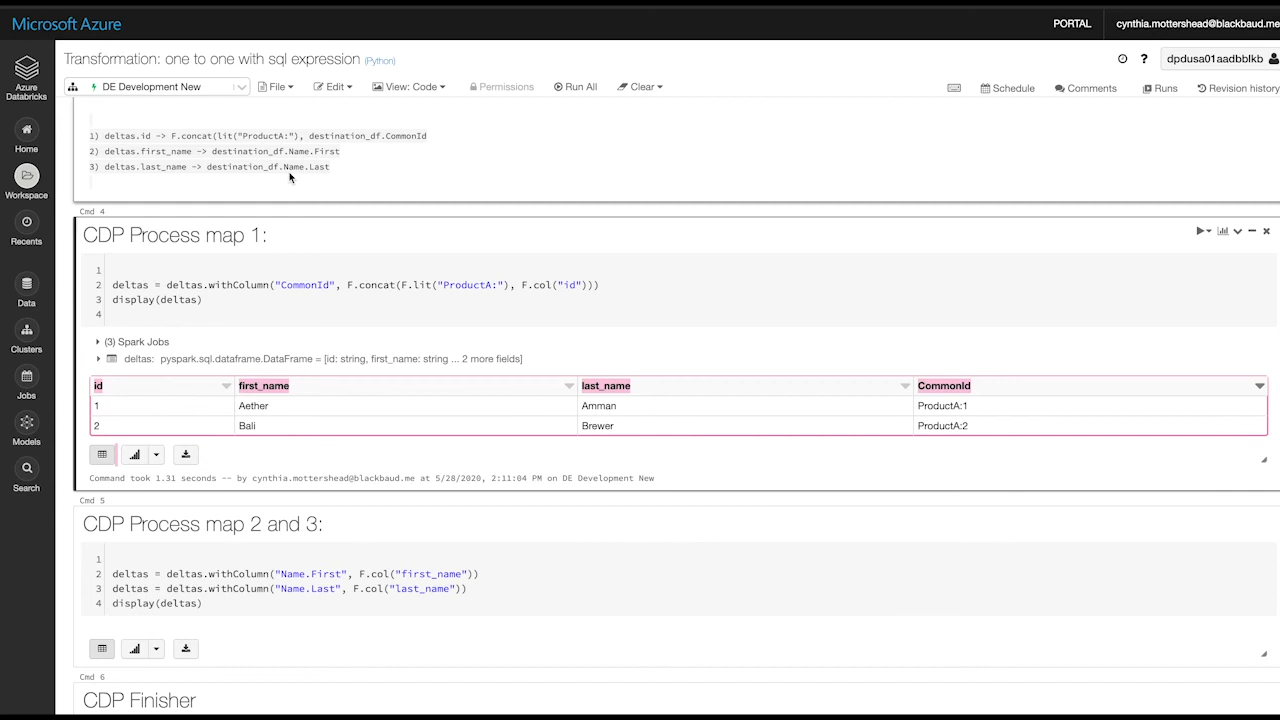 Microsoft Azure
PORTAL
cynthia.mottershead@blackbaud.me
Transformation: one to one with sql expression (Python)
dpdusa01aadbblkb
Azure Databricks
Home
Workspace
Recents
Data
Clusters
Jobs
Models
Search
DE Development New
File
Edit
View: Code
Permissions
Run All
Clear
Schedule
Comments
Runs
Revision history
1) deltas.id -> F.concat(lit("ProductA:"), destination_df.CommonId
2) deltas.first_name -> destination_df.Name.First
3) deltas.last_name -> destination_df.Name.Last
Cmd 4
CDP Process map 1:
1
2 deltas = deltas.withColumn("CommonId", F.concat(F.lit("ProductA:"), F.col("id")))
3 display(deltas)
4
(3) Spark Jobs
deltas: pyspark.sql.dataframe.DataFrame = [id: string, first_name: string ... 2 more fields]
id first_name last_name CommonId
1 Aether Amman ProductA:1
2 Bali Brewer ProductA:2
Command took 1.31 seconds -- by cynthia.mottershead@blackbaud.me at 5/28/2020, 2:11:04 PM on DE Development New
Cmd 5
CDP Process map 2 and 3:
1
2 deltas = deltas.withColumn("Name.First", F.col("first_name"))
3 deltas = deltas.withColumn("Name.Last", F.col("last_name"))
4 display(deltas)
Cmd 6
CDP Finisher